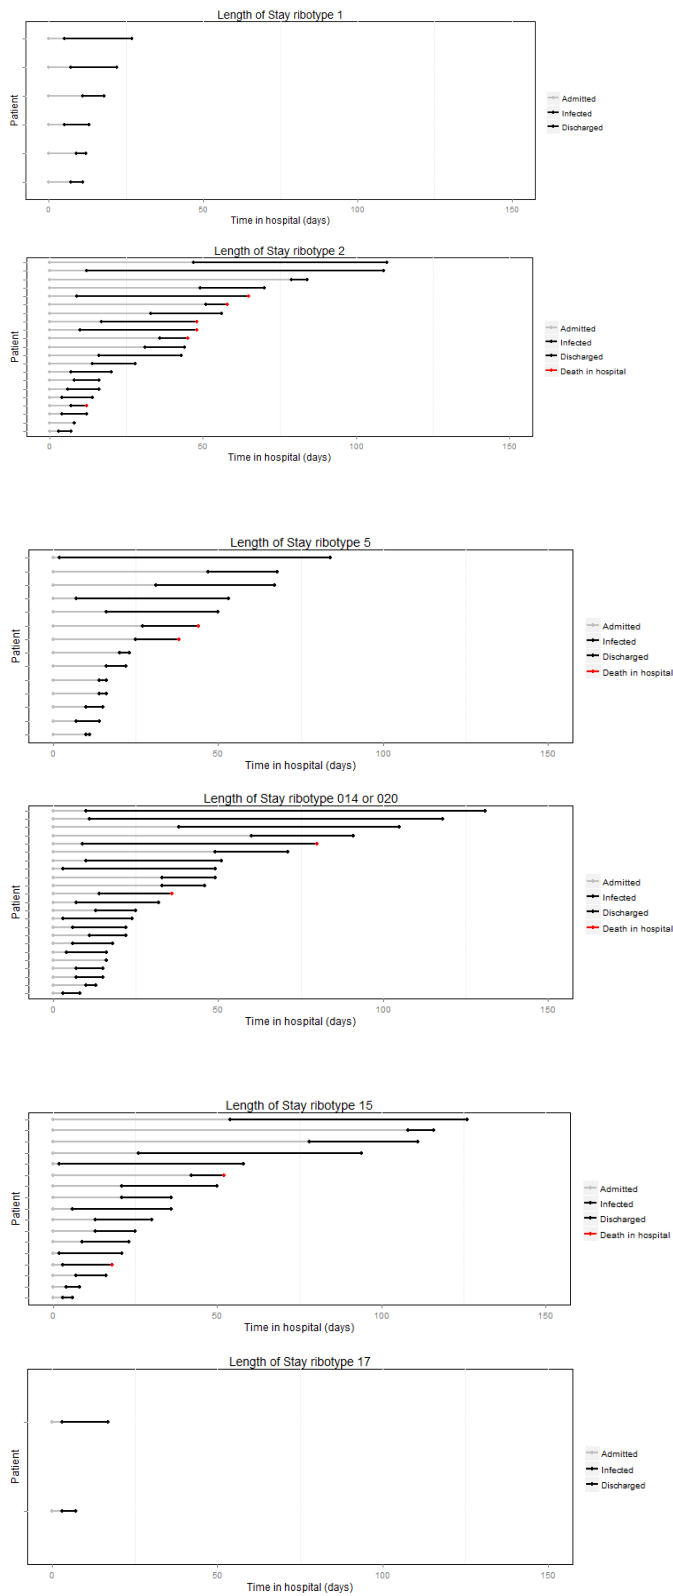 Length of Stay ribotype 1
Patient
Admitted
Infected
Discharged
0 50 100 150
Time in hospital (days)
Length of Stay ribotype 2
Patient
Admitted
Infected
Discharged
Death in hospital
0 50 100 150
Time in hospital (days)
Length of Stay ribotype 5
Patient
Admitted
Infected
Discharged
Death in hospital
0 50 100 150
Time in hospital (days)
Length of Stay ribotype 014 or 020
Patient
Admitted
Infected
Discharged
Death in hospital
0 50 100 150
Time in hospital (days)
Length of Stay ribotype 15
Patient
Admitted
Infected
Discharged
Death in hospital
0 50 100 150
Time in hospital (days)
Length of Stay ribotype 17
Patient
Admitted
Infected
Discharged
0 50 100 150
Time in hospital (days)